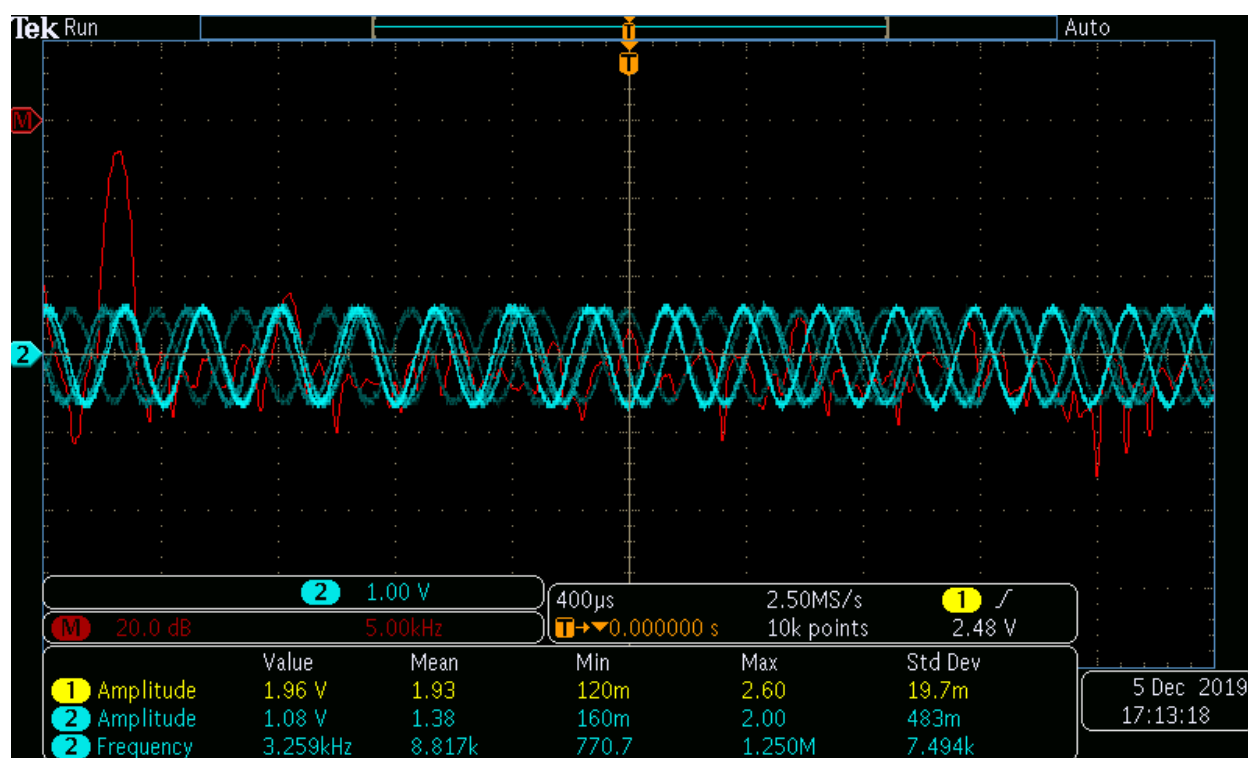 Tek Run Auto
T
T
M
2
2 1.00 V
M 20.0 dB 5.00kHz
400µs 2.50MS/s 1
T→▼0.000000 s 10k points 2.48 V
Value Mean Min Max Std Dev
1 Amplitude 1.96 V 1.93 120m 2.60 19.7m
2 Amplitude 1.08 V 1.38 160m 2.00 483m
2 Frequency 3.259kHz 8.817k 770.7 1.250M 7.494k
5 Dec 2019
17:13:18